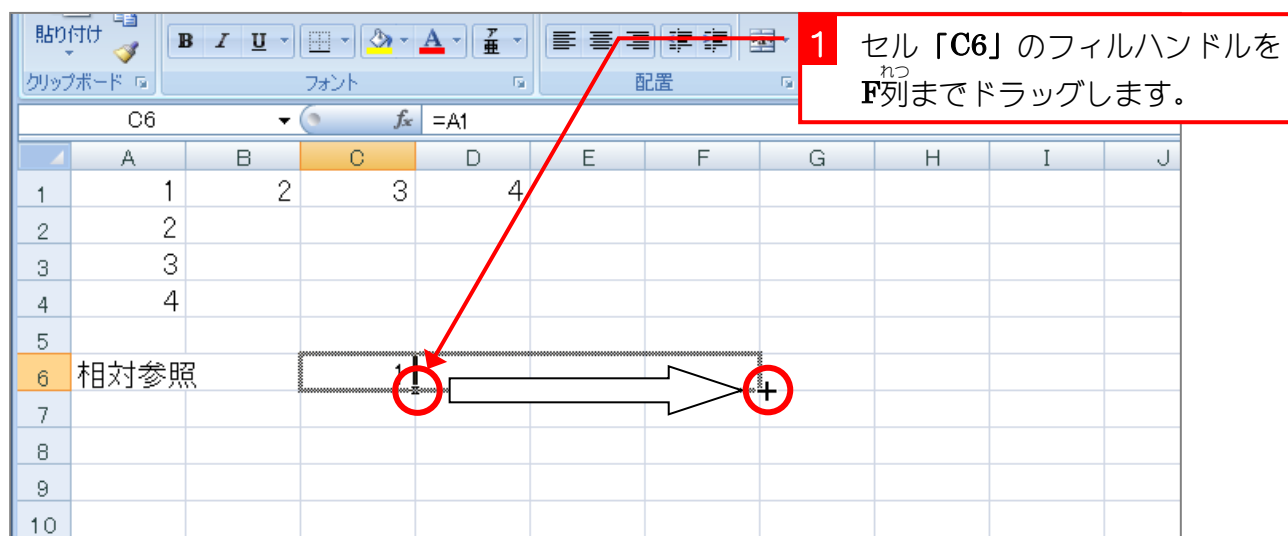 貼り付け
B I U A ア亜
クリップボード フォント 配置
1 セル「C6」のフィルハンドルを
れつ
F列までドラッグします。
C6 fx =A1
A B C D E F G H I J
1 1 2 3 4
2 2
3 3
4 4
5
6 相対参照 1
7
8
9
10